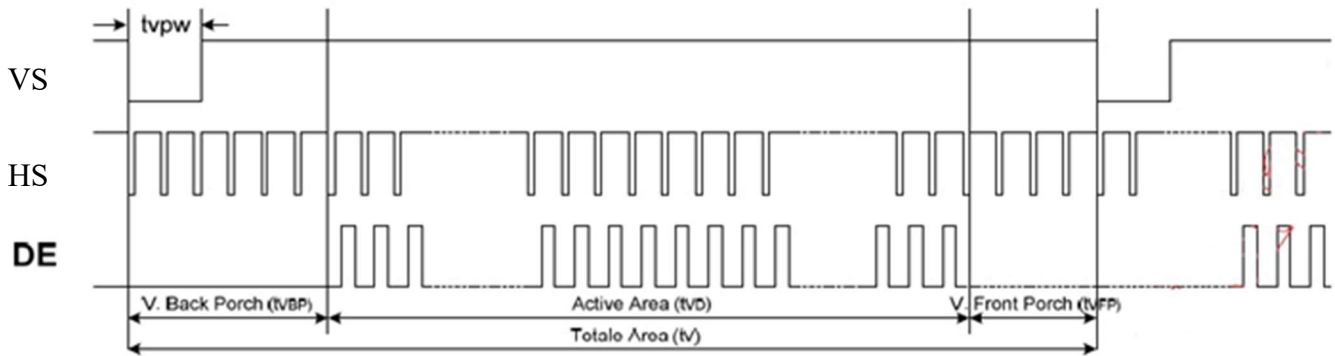 tvpw
VS
HS
DE
V. Back Porch (tVBP)
Active Area (tVD)
V. Front Porch (tVFP)
Totale Area (tV)